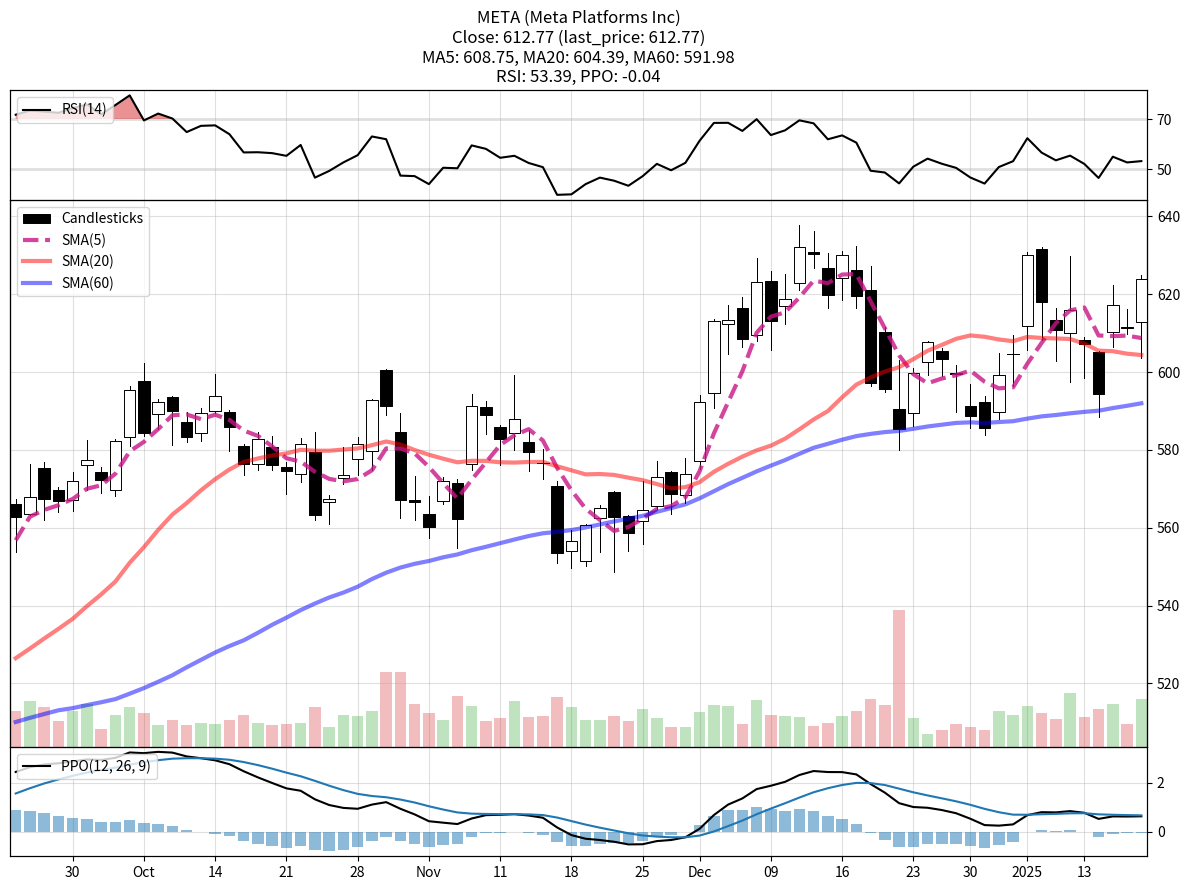 META (Meta Platforms Inc)
Close: 612.77 (last_price: 612.77)
MA5: 608.75, MA20: 604.39, MA60: 591.98
RSI: 53.39, PPO: -0.04
RSI(14)
70
50
Candlesticks
SMA(5)
SMA(20)
SMA(60)
640
620
600
580
560
540
520
PPO(12, 26, 9)
2
0
30 Oct 14 21 28 Nov 11 18 25 Dec 09 16 23 30 2025 13